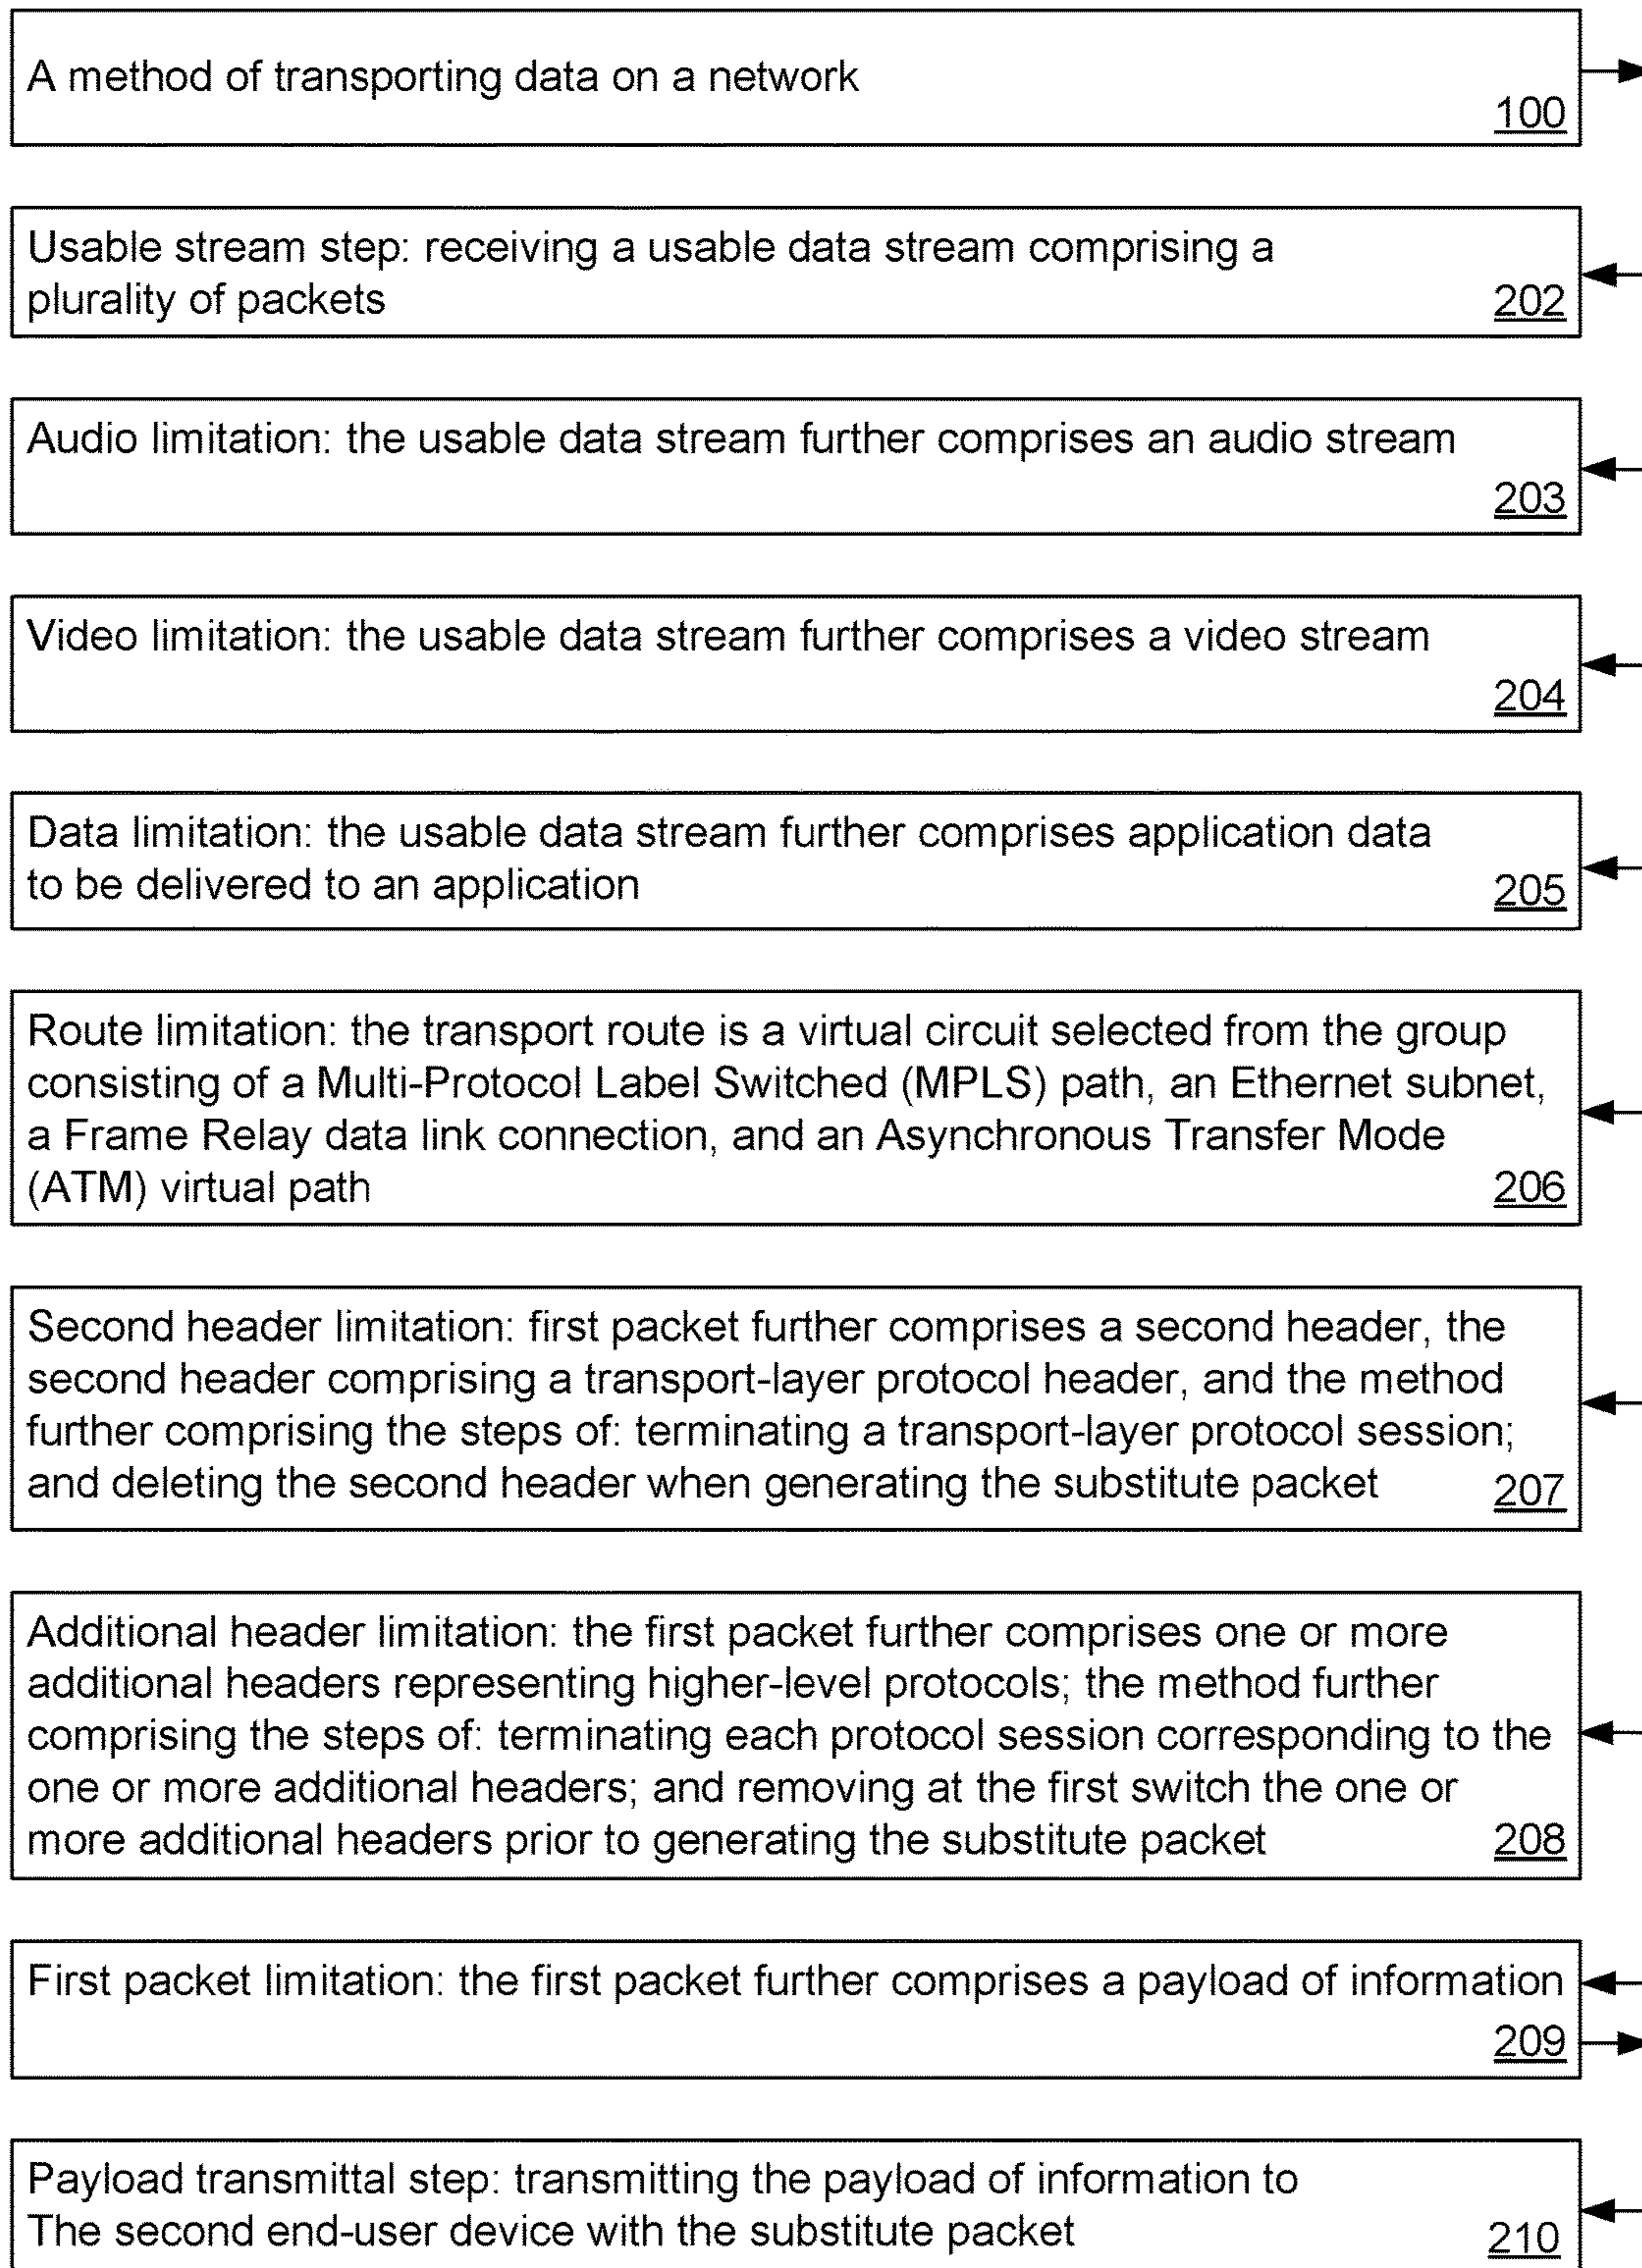 A method of transporting data on a network
100
Usable stream step: receiving a usable data stream comprising a
plurality of packets
202
Audio limitation: the usable data stream further comprises an audio stream
203
Video limitation: the usable data stream further comprises a video stream
204
Data limitation: the usable data stream further comprises application data
to be delivered to an application
205
Route limitation: the transport route is a virtual circuit selected from the group
consisting of a Multi-Protocol Label Switched (MPLS) path, an Ethernet subnet,
a Frame Relay data link connection, and an Asynchronous Transfer Mode
(ATM) virtual path
206
Second header limitation: first packet further comprises a second header, the
second header comprising a transport-layer protocol header, and the method
further comprising the steps of: terminating a transport-layer protocol session;
and deleting the second header when generating the substitute packet
207
Additional header limitation: the first packet further comprises one or more
additional headers representing higher-level protocols; the method further
comprising the steps of: terminating each protocol session corresponding to the
one or more additional headers; and removing at the first switch the one or
more additional headers prior to generating the substitute packet
208
First packet limitation: the first packet further comprises a payload of information
209
Payload transmittal step: transmitting the payload of information to
The second end-user device with the substitute packet
210